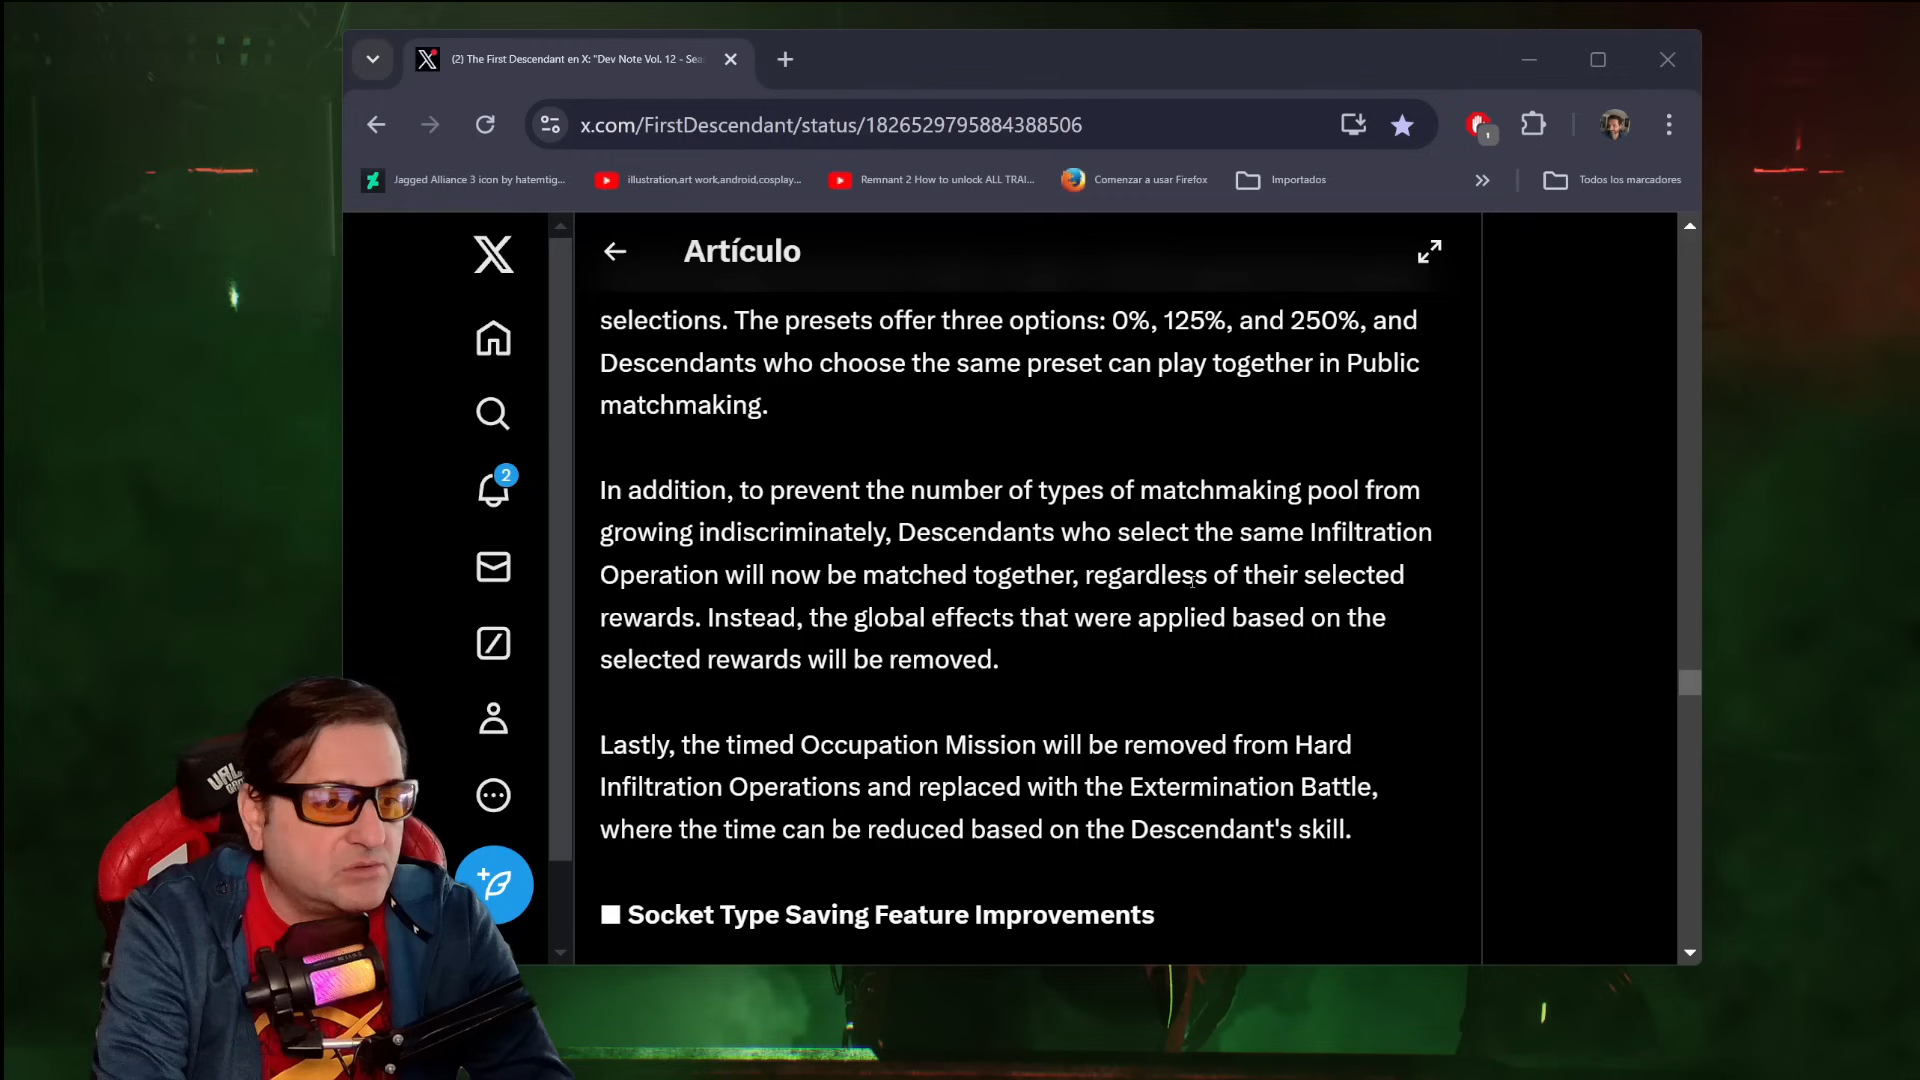 (2) The First Descendant en X: "Dev Note Vol. 12 - Sea
x.com/FirstDescendant/status/1826529795884388506
1
Jagged Alliance 3 icon by hatemtig...
illustration,art work,android,cosplay...
Remnant 2 How to unlock ALL TRAI...
Comenzar a usar Firefox
Importados
Todos los marcadores
Artículo
selections. The presets offer three options: 0%, 125%, and 250%, and
Descendants who choose the same preset can play together in Public
matchmaking.
2
In addition, to prevent the number of types of matchmaking pool from
growing indiscriminately, Descendants who select the same Infiltration
Operation will now be matched together, regardless of their selected
rewards. Instead, the global effects that were applied based on the
selected rewards will be removed.
Lastly, the timed Occupation Mission will be removed from Hard
Infiltration Operations and replaced with the Extermination Battle,
where the time can be reduced based on the Descendant's skill.
■ Socket Type Saving Feature Improvements